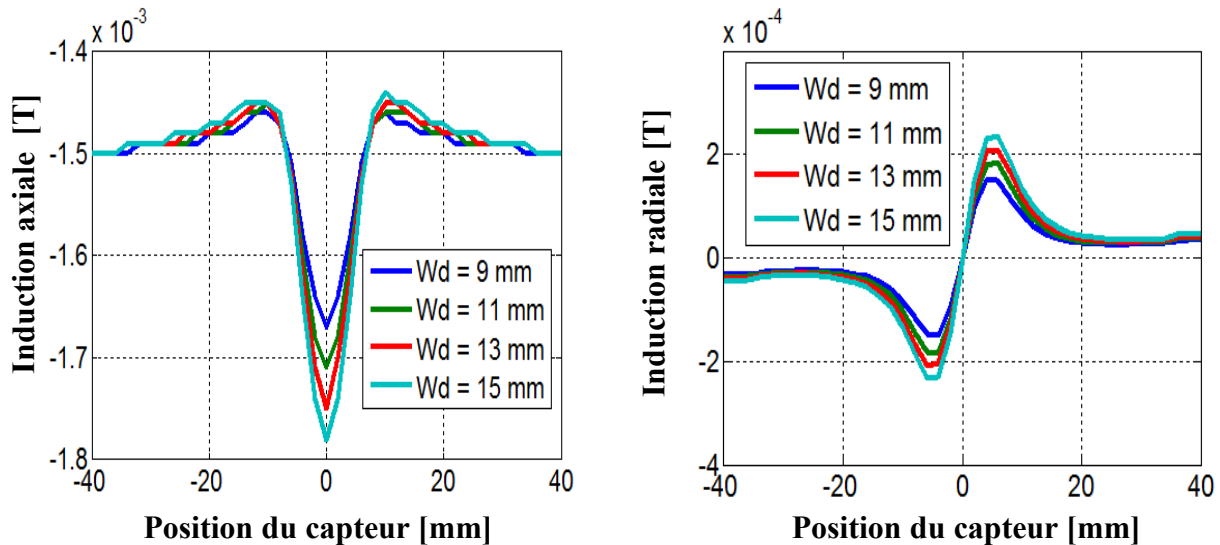 x 10⁻³
-1.4
-1.5
-1.6
-1.7
-1.8
-40
-20
0
20
40
Induction axiale [T]
Position du capteur [mm]
Wd = 9 mm
Wd = 11 mm
Wd = 13 mm
Wd = 15 mm
x 10⁻⁴
2
0
-2
-4
-40
-20
0
20
40
Induction radiale [T]
Position du capteur [mm]
Wd = 9 mm
Wd = 11 mm
Wd = 13 mm
Wd = 15 mm